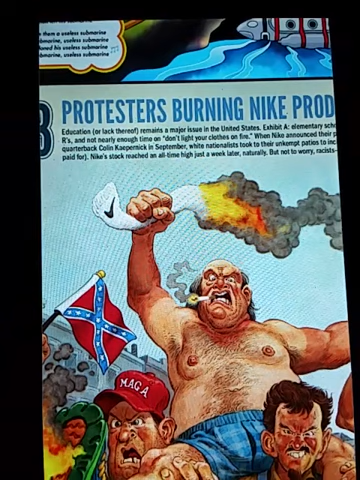 e them a useless submarine
bmarine, useless submarine
oned his useless submarine
bmarine, useless submarine
PROTESTERS BURNING NIKE PROD
Education (or lack thereof) remains a major issue in the United States. Exhibit A: elementary scho
R's, and not nearly enough time on "don't light your clothes on fire." When Nike announced their p
quarterback Colin Kaepernick in September, white nationalists took to their unkempt patios to inc
paid for). Nike's stock reached an all-time high just a week later, naturally. But not to worry, racists–
MAGA